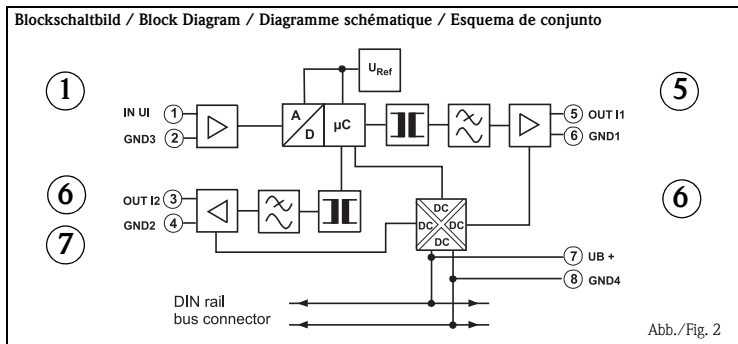 Blockschaltbild / Block Diagram / Diagramme schématique / Esquema de conjunto
U Ref
1
5
IN UI 1
A
D
µC
5 OUT I1
GND3 2
6 GND1
6
6
OUT I2 3
DC
GND2 4
DC DC
7
DC
7 UB +
8 GND4
DIN rail
bus connector
Abb./Fig. 2